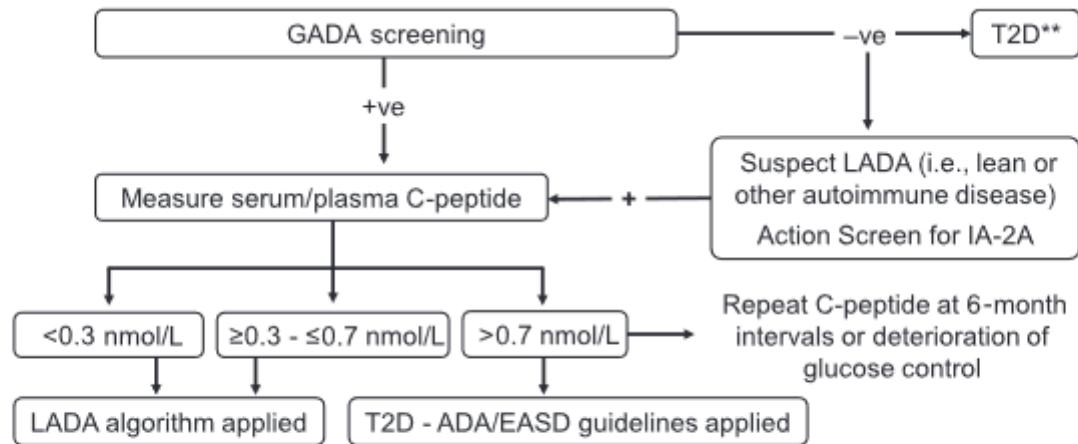 GADA screening
–ve
T2D**
+ve
Suspect LADA (i.e., lean or
other autoimmune disease)
Action Screen for IA-2A
Measure serum/plasma C-peptide
+
<0.3 nmol/L
≥0.3 - ≤0.7 nmol/L
>0.7 nmol/L
Repeat C-peptide at 6-month
intervals or deterioration of
glucose control
LADA algorithm applied
T2D - ADA/EASD guidelines applied